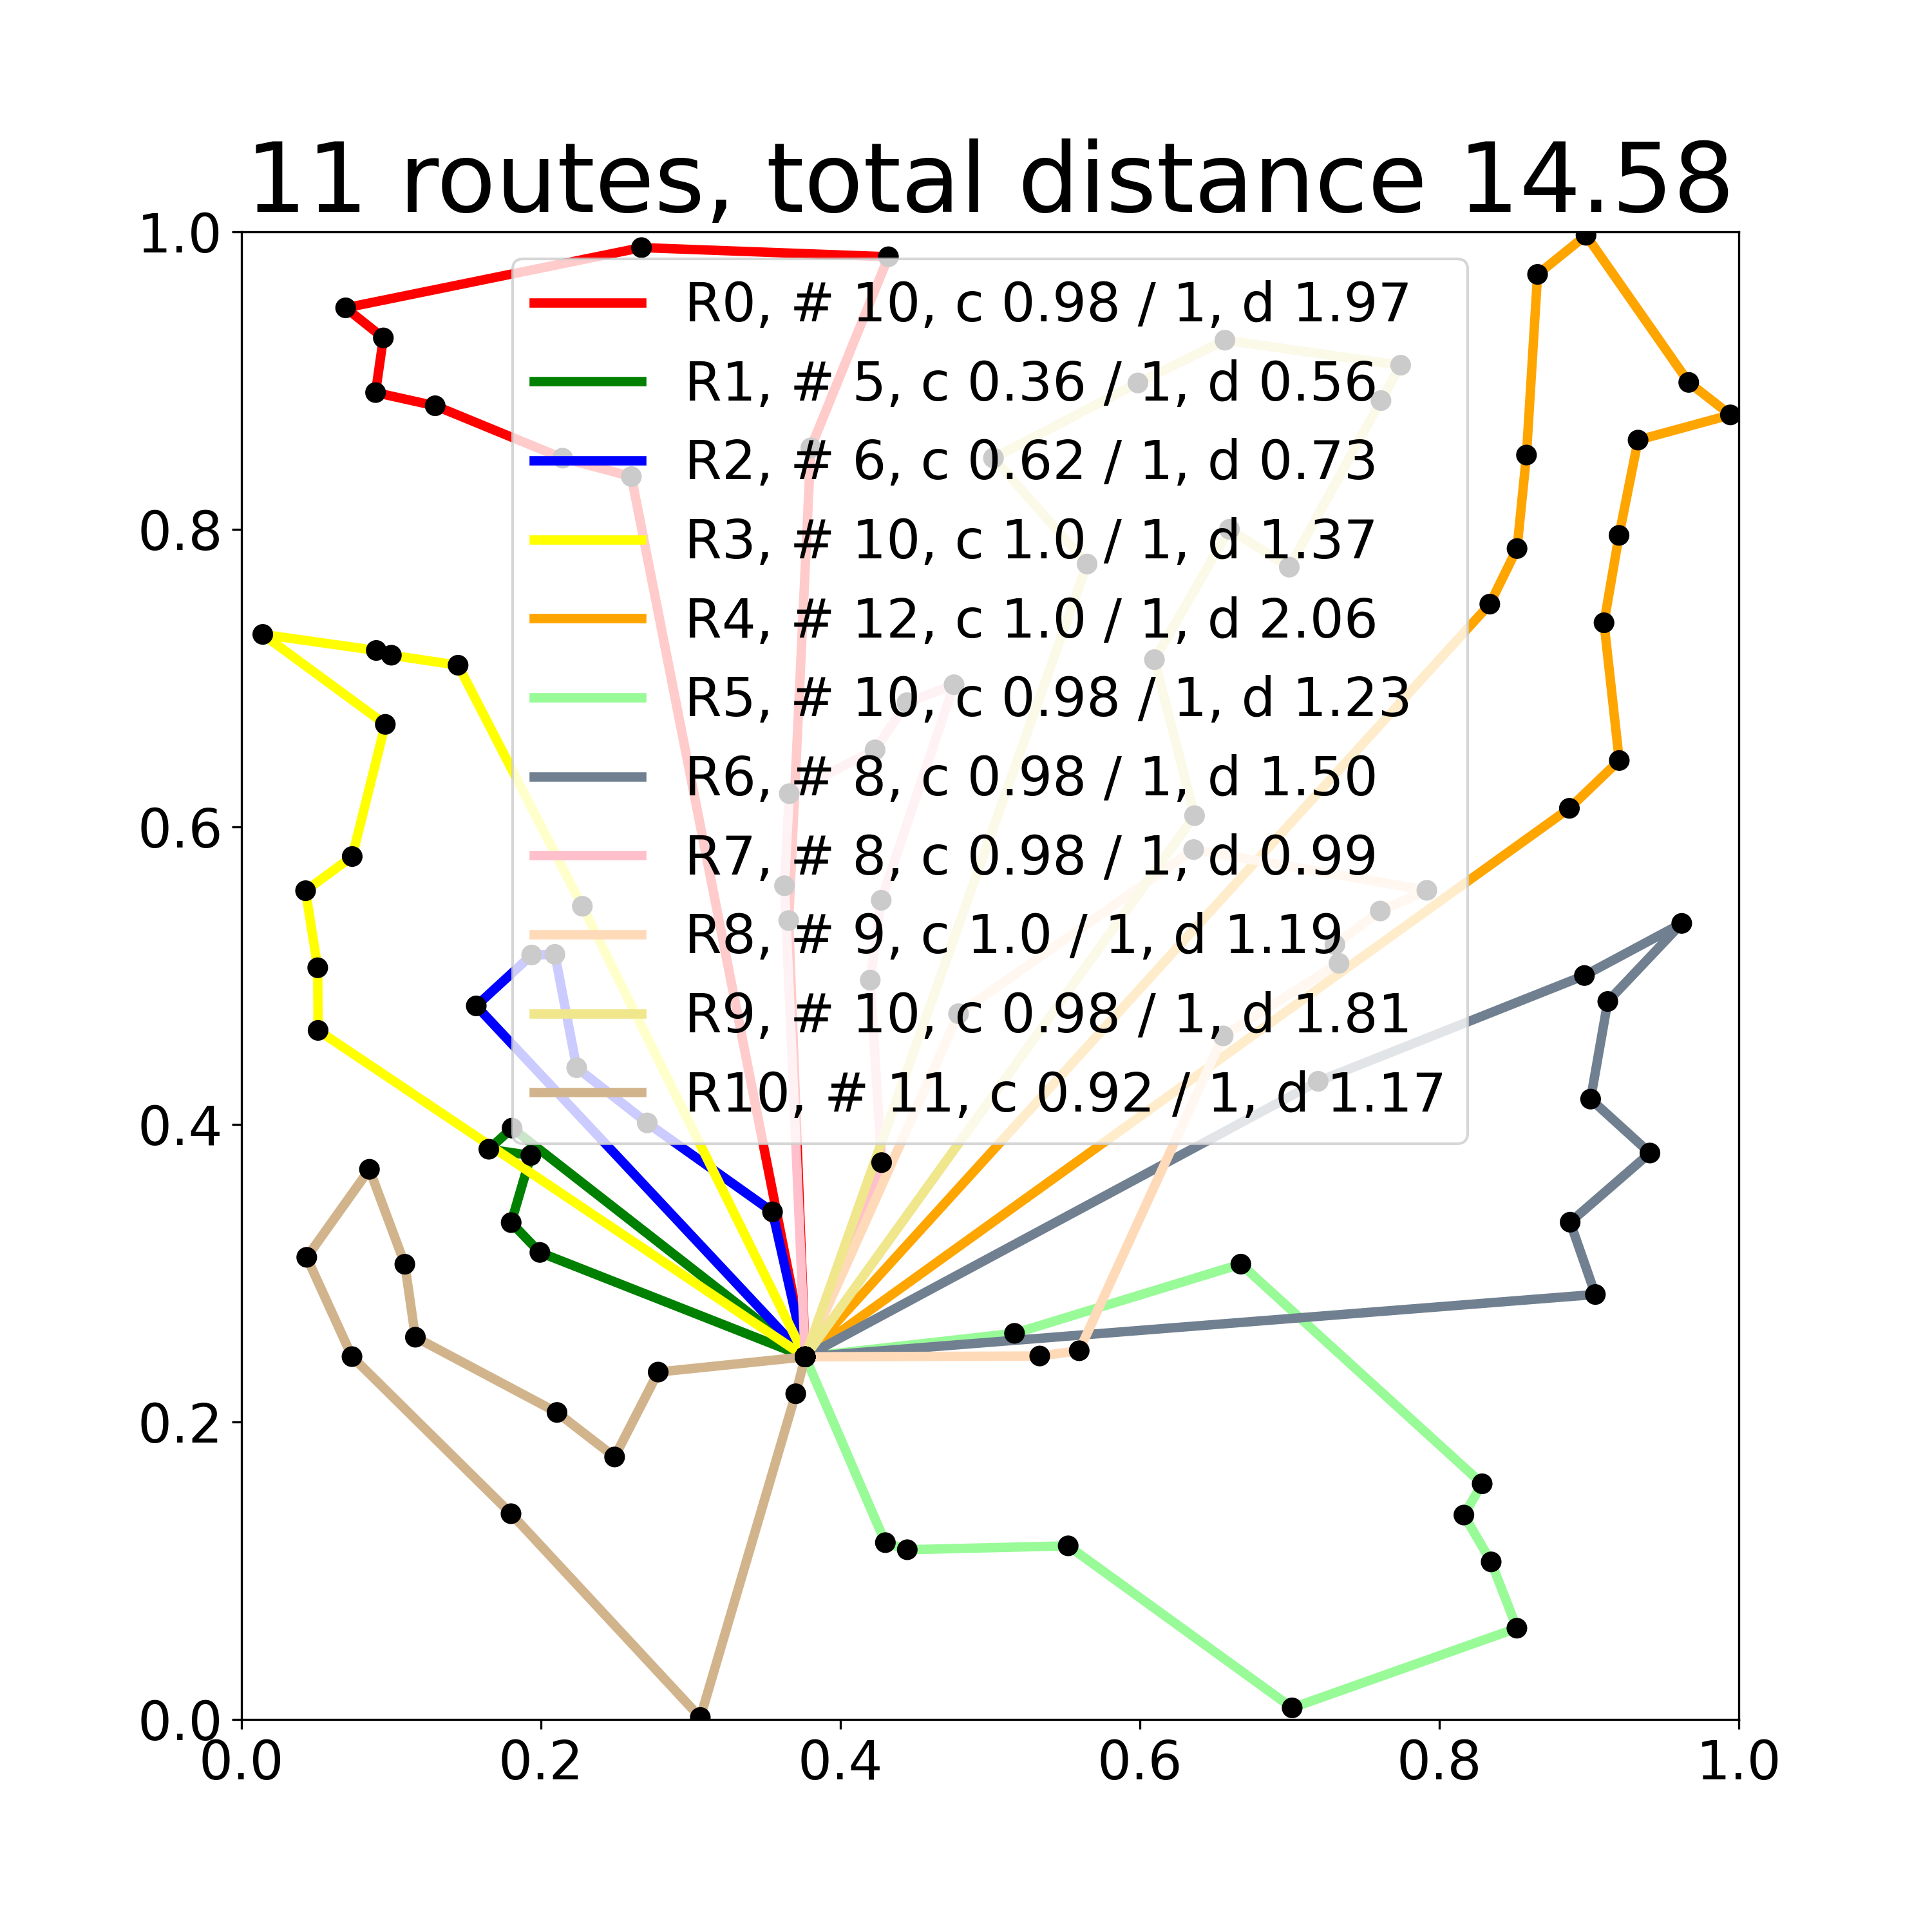 11 routes, total distance 14.58
1.0
0.8
0.6
0.4
0.2
0.0
0.0 0.2 0.4 0.6 0.8 1.0
R0, # 10, c 0.98 / 1, d 1.97
R1, # 5, c 0.36 / 1, d 0.56
R2, # 6, c 0.62 / 1, d 0.73
R3, # 10, c 1.0 / 1, d 1.37
R4, # 12, c 1.0 / 1, d 2.06
R5, # 10, c 0.98 / 1, d 1.23
R6, # 8, c 0.98 / 1, d 1.50
R7, # 8, c 0.98 / 1, d 0.99
R8, # 9, c 1.0 / 1, d 1.19
R9, # 10, c 0.98 / 1, d 1.81
R10, # 11, c 0.92 / 1, d 1.17